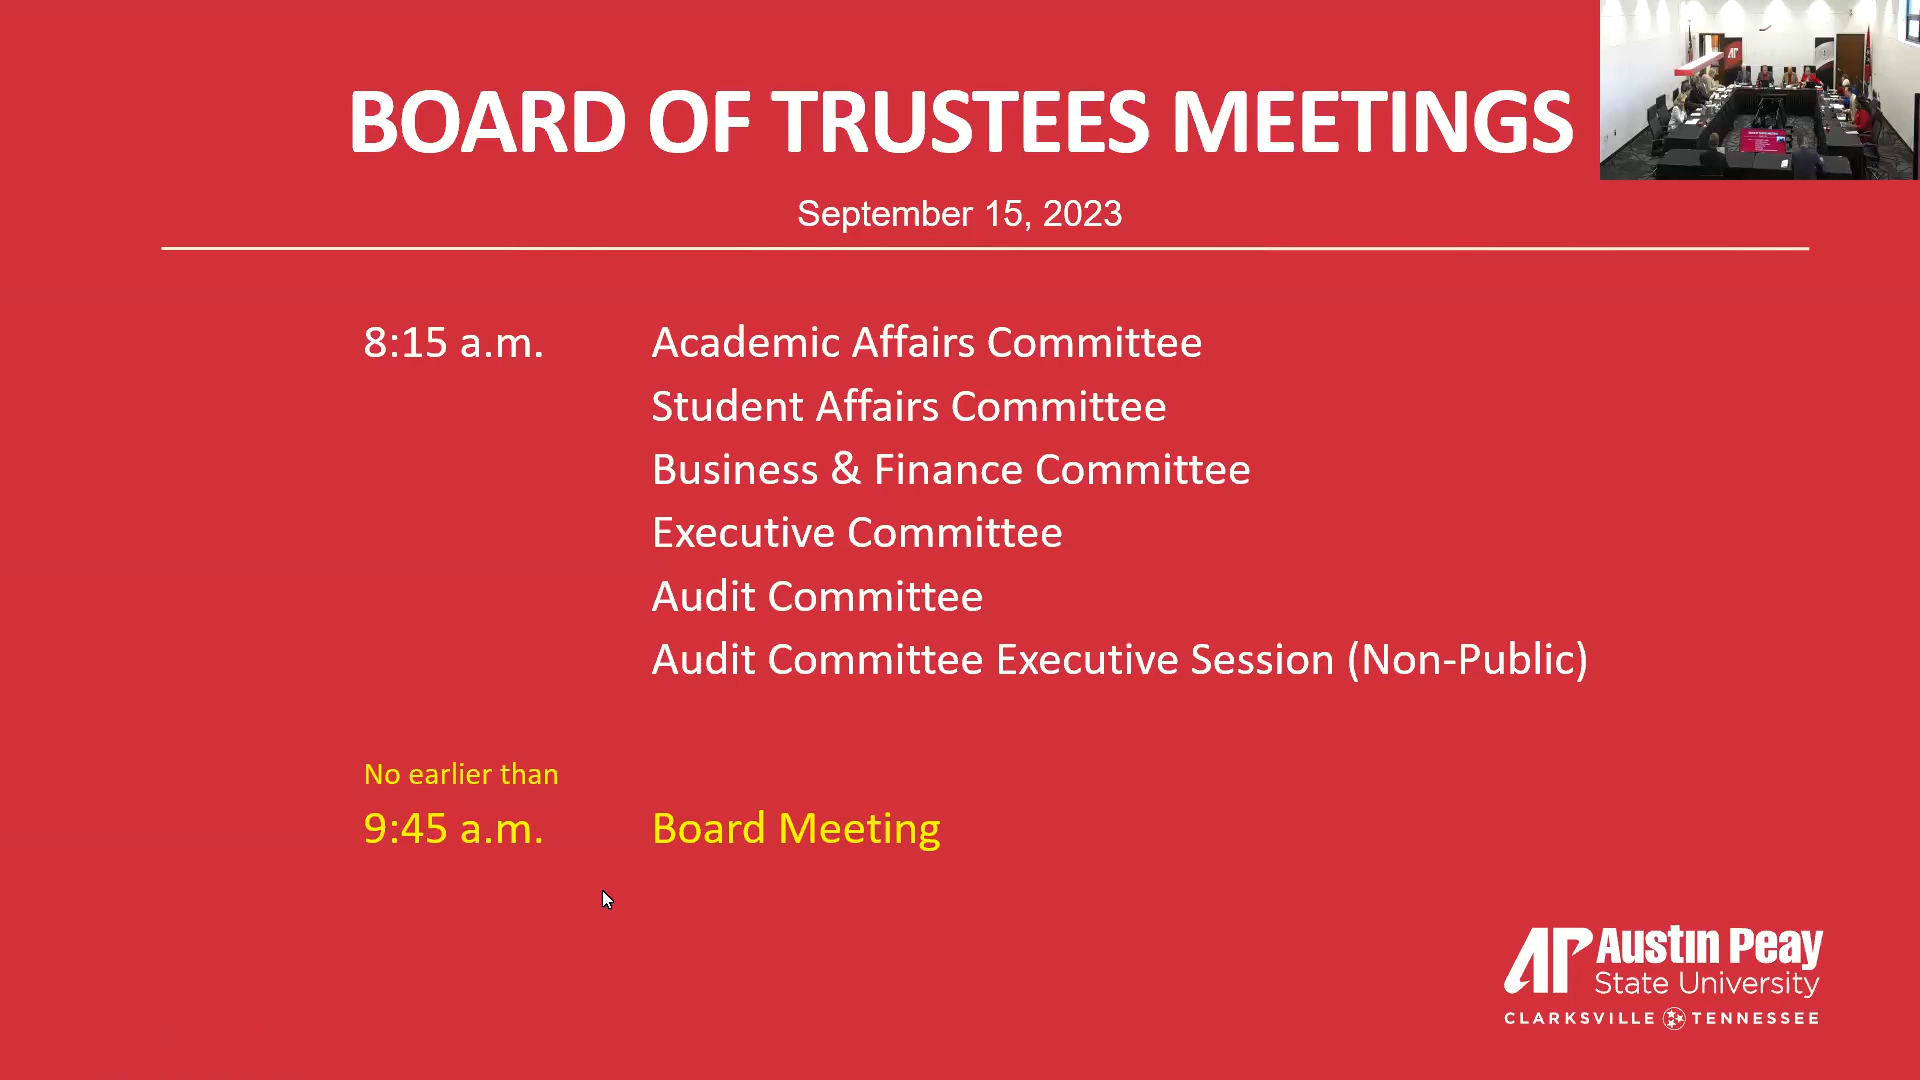 BOARD OF TRUSTEES MEETINGS
September 15, 2023
8:15 a.m. Academic Affairs Committee
Student Affairs Committee
Business & Finance Committee
Executive Committee
Audit Committee
Audit Committee Executive Session (Non-Public)
No earlier than
9:45 a.m. Board Meeting
AP Austin Peay
State University
CLARKSVILLE TENNESSEE